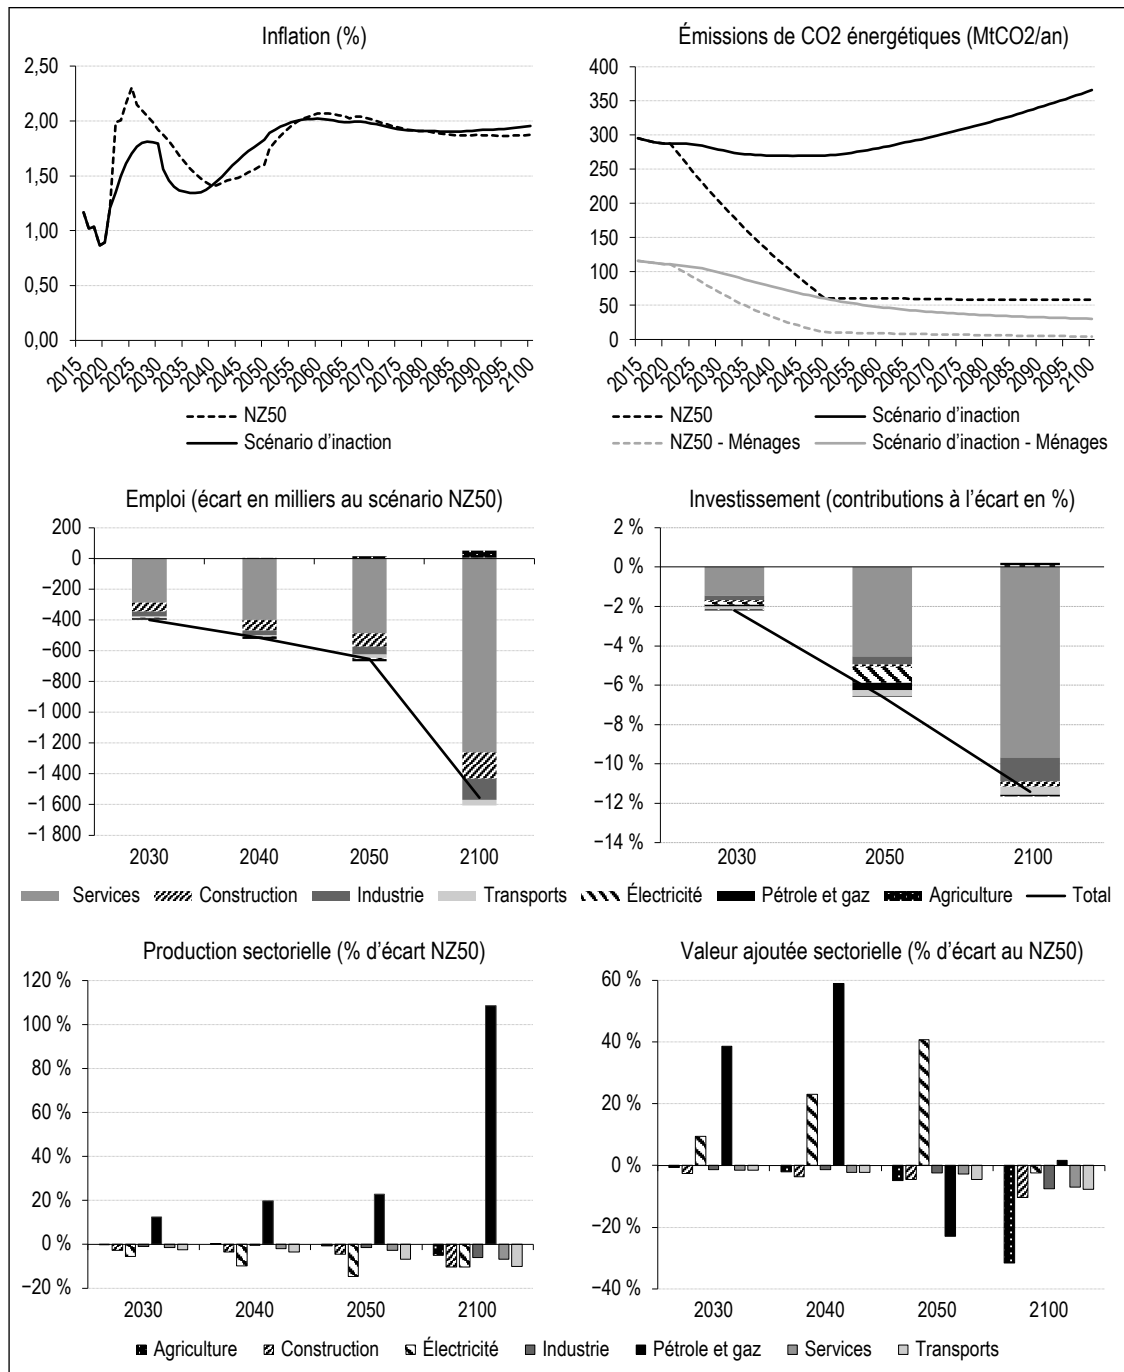 Inflation (%)
2,50
2,00
1,50
1,00
0,50
0,00
2015 2020 2025 2030 2035 2040 2045 2050 2055 2060 2065 2070 2075 2080 2085 2090 2095 2100
NZ50
Scénario d'inaction
Émissions de CO2 énergétiques (MtCO2/an)
400
350
300
250
200
150
100
50
0
2015 2020 2025 2030 2035 2040 2045 2050 2055 2060 2065 2070 2075 2080 2085 2090 2095 2100
NZ50 Scénario d'inaction
NZ50 - Ménages Scénario d'inaction - Ménages
Emploi (écart en milliers au scénario NZ50)
200
0
−200
−400
−600
−800
−1 000
−1 200
−1 400
−1 600
−1 800
2030 2040 2050 2100
Investissement (contributions à l'écart en %)
2 %
0 %
−2 %
−4 %
−6 %
−8 %
−10 %
−12 %
−14 %
2030 2050 2100
Services Construction Industrie Transports Électricité Pétrole et gaz Agriculture Total
Production sectorielle (% d'écart NZ50)
120 %
100 %
80 %
60 %
40 %
20 %
0 %
−20 %
2030 2040 2050 2100
Valeur ajoutée sectorielle (% d'écart au NZ50)
60 %
40 %
20 %
0 %
−20 %
−40 %
2030 2040 2050 2100
Agriculture Construction Électricité Industrie Pétrole et gaz Services Transports